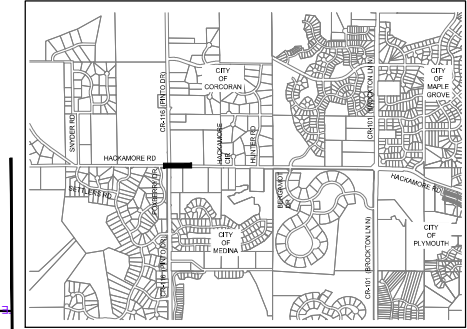 CITY
OF
CORCORAN
CITY
OF
MAPLE
GROVE
SNYDER RD
CR-116 (PINTO DR)
HACKAMORE
CIR
HUNTER RD
CR-101 (BROCKTON LN N)
HACKAMORE RD
HACKAMORE RD
SETTLERS RD
BERGAMOT
DR
CITY
OF
MEDINA
CITY
OF
PLYMOUTH
CR-116 (PINTO DR)
CR-101 (BROCKTON LN N)